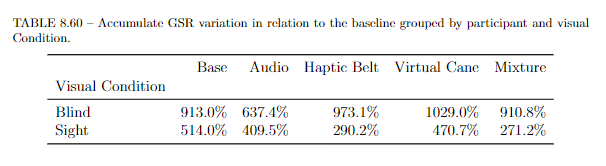 TABLE 8.60 – Accumulate GSR variation in relation to the baseline grouped by participant and visual
Condition.
Base Audio Haptic Belt Virtual Cane Mixture
Visual Condition
Blind 913.0% 637.4% 973.1% 1029.0% 910.8%
Sight 514.0% 409.5% 290.2% 470.7% 271.2%